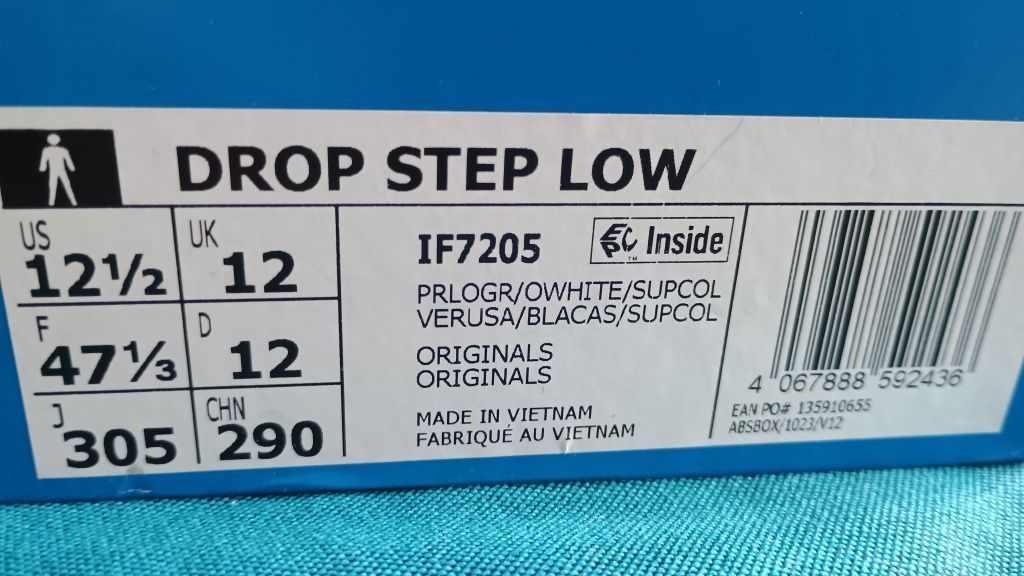 DROP STEP LOW
US
12½
UK
12
F
47⅓
D
12
J
305
CHN
290
IF7205
EPC Inside
™
PRLOGR/OWHITE/SUPCOL
VERUSA/BLACAS/SUPCOL
ORIGINALS
ORIGINALS
MADE IN VIETNAM
FABRIQUÉ AU VIETNAM
4 067888 592436
EAN PO# 135910655
ABSBOX/1023/V12